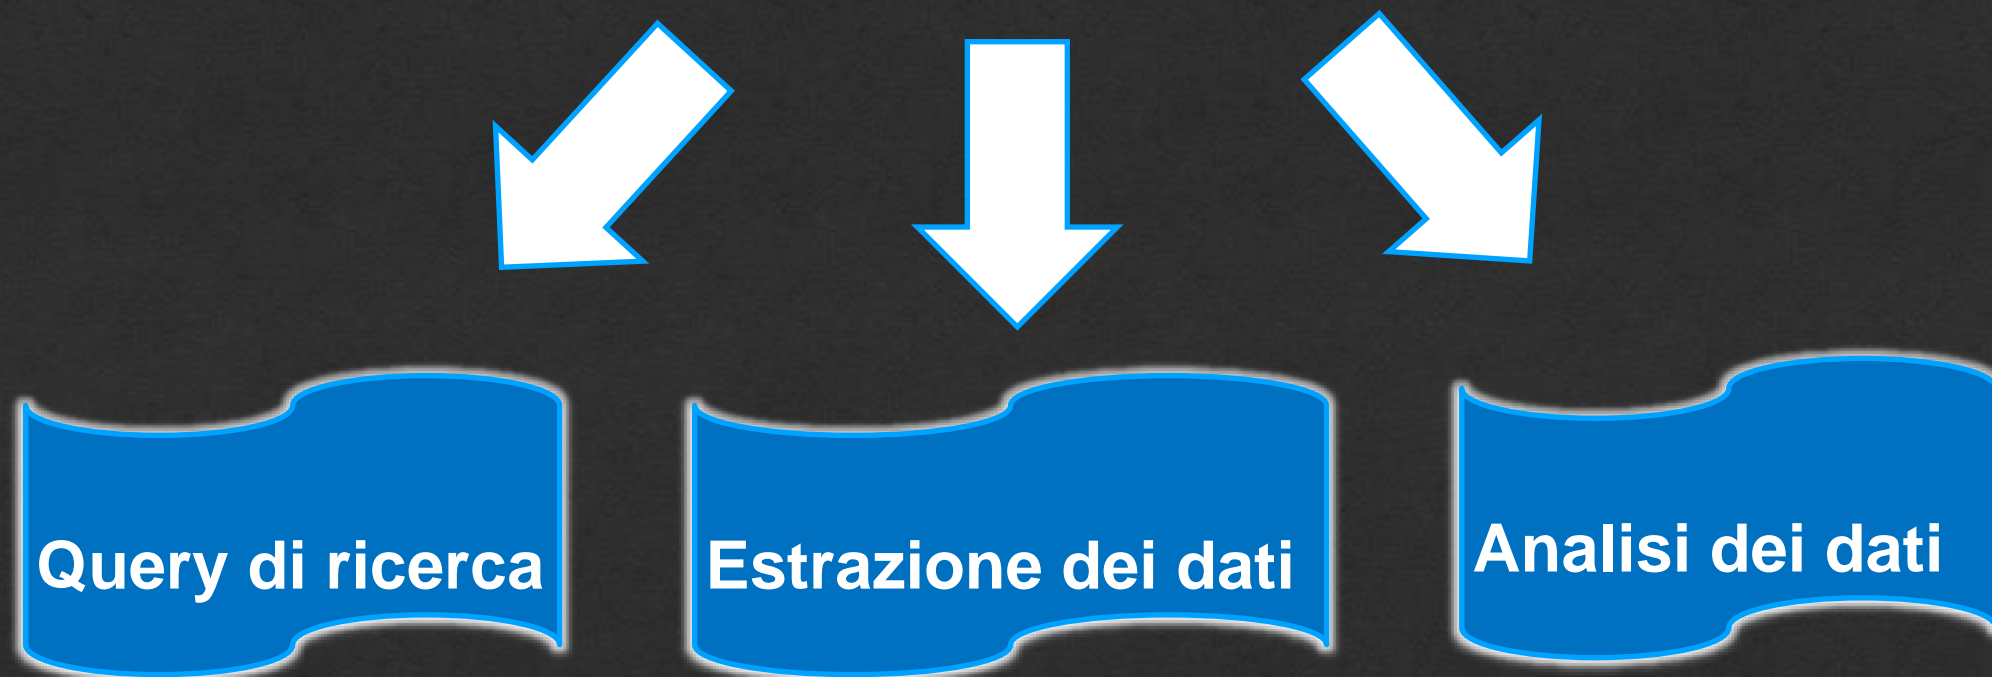 Query di ricerca
Estrazione dei dati
Analisi dei dati